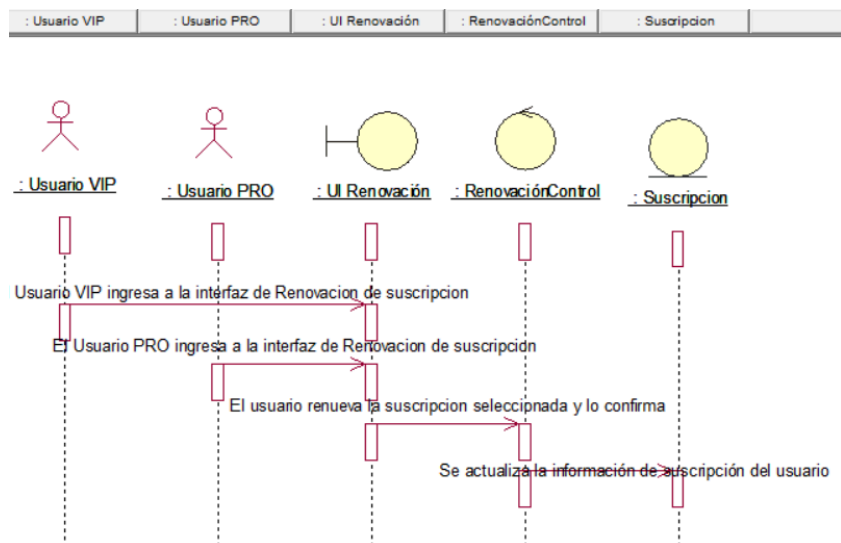 : Usuario VIP
: Usuario PRO
: UI Renovación
: RenovaciónControl
: Suscripcion
: Usuario VIP
: Usuario PRO
: UI Renovación
: RenovaciónControl
: Suscripcion
Usuario VIP ingresa a la interfaz de Renovacion de suscripcion
El Usuario PRO ingresa a la interfaz de Renovacion de suscripcion
El usuario renueva la suscripcion seleccionada y lo confirma
Se actualiza la información de suscripción del usuario